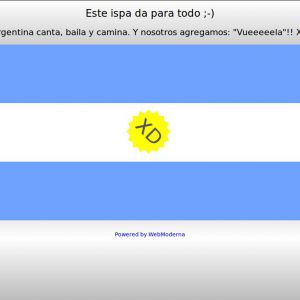 Este ispa da para todo ;-)
rgentina canta, baila y camina. Y nosotros agregamos: "Vueeeeela"!! X
XD
Powered by WebModerna